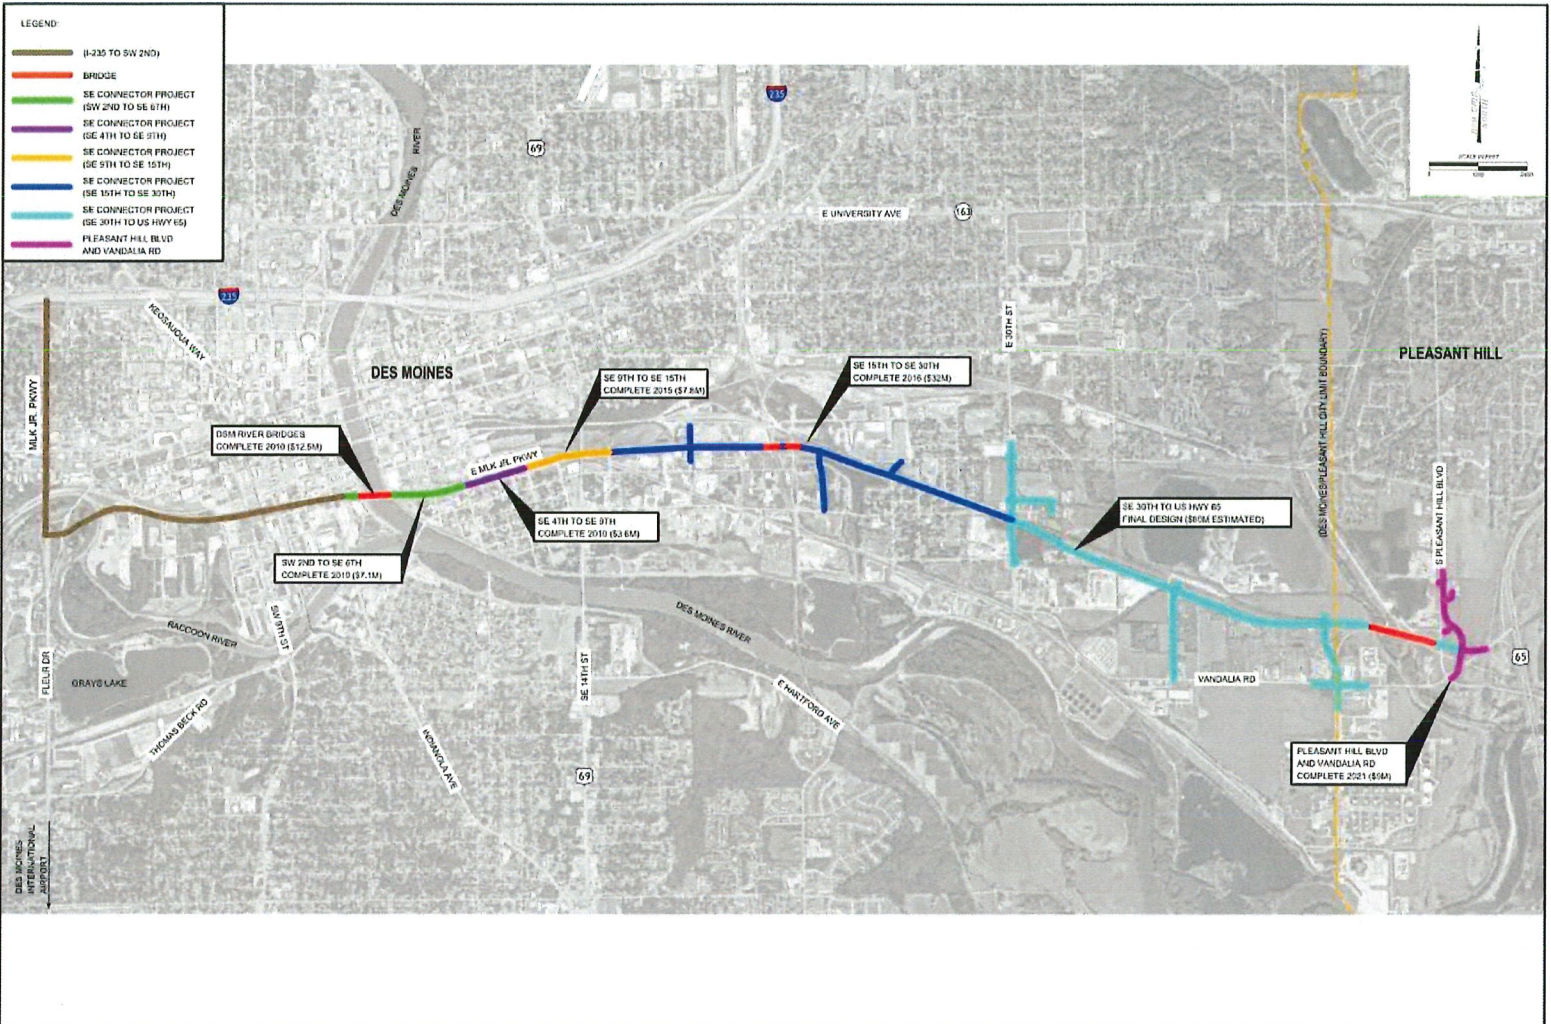 LEGEND:
(I-235 TO SW 2ND)
BRIDGE
SE CONNECTOR PROJECT
(SW 2ND TO SE 6TH)
SE CONNECTOR PROJECT
(SE 4TH TO SE 9TH)
SE CONNECTOR PROJECT
(SE 9TH TO SE 15TH)
SE CONNECTOR PROJECT
(SE 15TH TO SE 30TH)
SE CONNECTOR PROJECT
(SE 30TH TO US HWY 65)
PLEASANT HILL BLVD
AND VANDALIA RD
SCALE IN FEET
235
69
DES MOINES RIVER
E UNIVERSITY AVE
163
235
KEOSAUQUA WAY
E 30TH ST
DES MOINES
PLEASANT HILL
(DES MOINES/PLEASANT HILL CITY LIMIT BOUNDARY)
MLK JR. PKWY
SE 15TH TO SE 30TH
COMPLETE 2016 ($32M)
SE 9TH TO SE 15TH
COMPLETE 2015 ($7.8M)
DSM RIVER BRIDGES
COMPLETE 2010 ($12.5M)
E MLK JR. PKWY
SE 4TH TO SE 9TH
COMPLETE 2010 ($3.6M)
SE 30TH TO US HWY 65
FINAL DESIGN ($80M ESTIMATED)
S PLEASANT HILL BLVD
SW 2ND TO SE 6TH
COMPLETE 2010 ($7.1M)
SW 9TH ST
RACCOON RIVER
DES MOINES RIVER
65
FLEUR DR
GRAYS LAKE
SE 14TH ST
VANDALIA RD
THOMAS BECK RD
E HARTFORD AVE
INDIANOLA AVE
69
PLEASANT HILL BLVD
AND VANDALIA RD
COMPLETE 2021 ($9M)
DES MOINES
INTERNATIONAL
AIRPORT